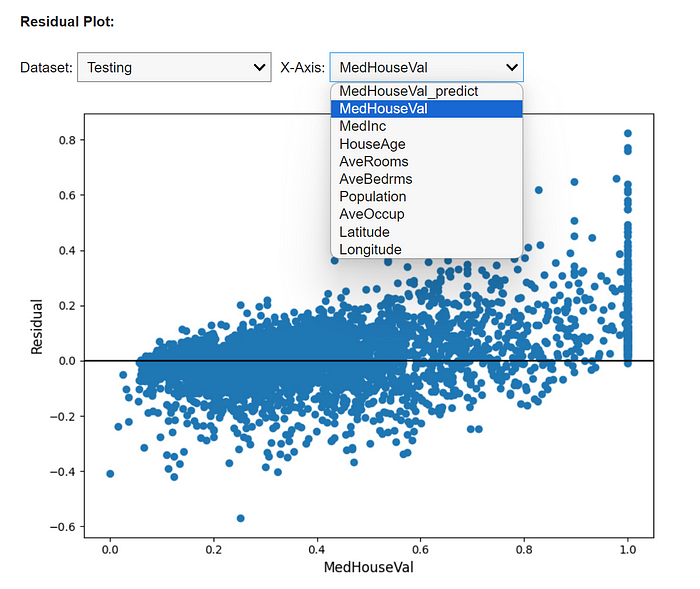 Residual Plot:
Dataset: Testing X-Axis: MedHouseVal
MedHouseVal_predict
MedHouseVal
MedInc
HouseAge
AveRooms
AveBedrms
Population
AveOccup
Latitude
Longitude
0.8
0.6
0.4
0.2
0.0
−0.2
−0.4
−0.6
Residual
0.0 0.2 0.4 0.6 0.8 1.0
MedHouseVal